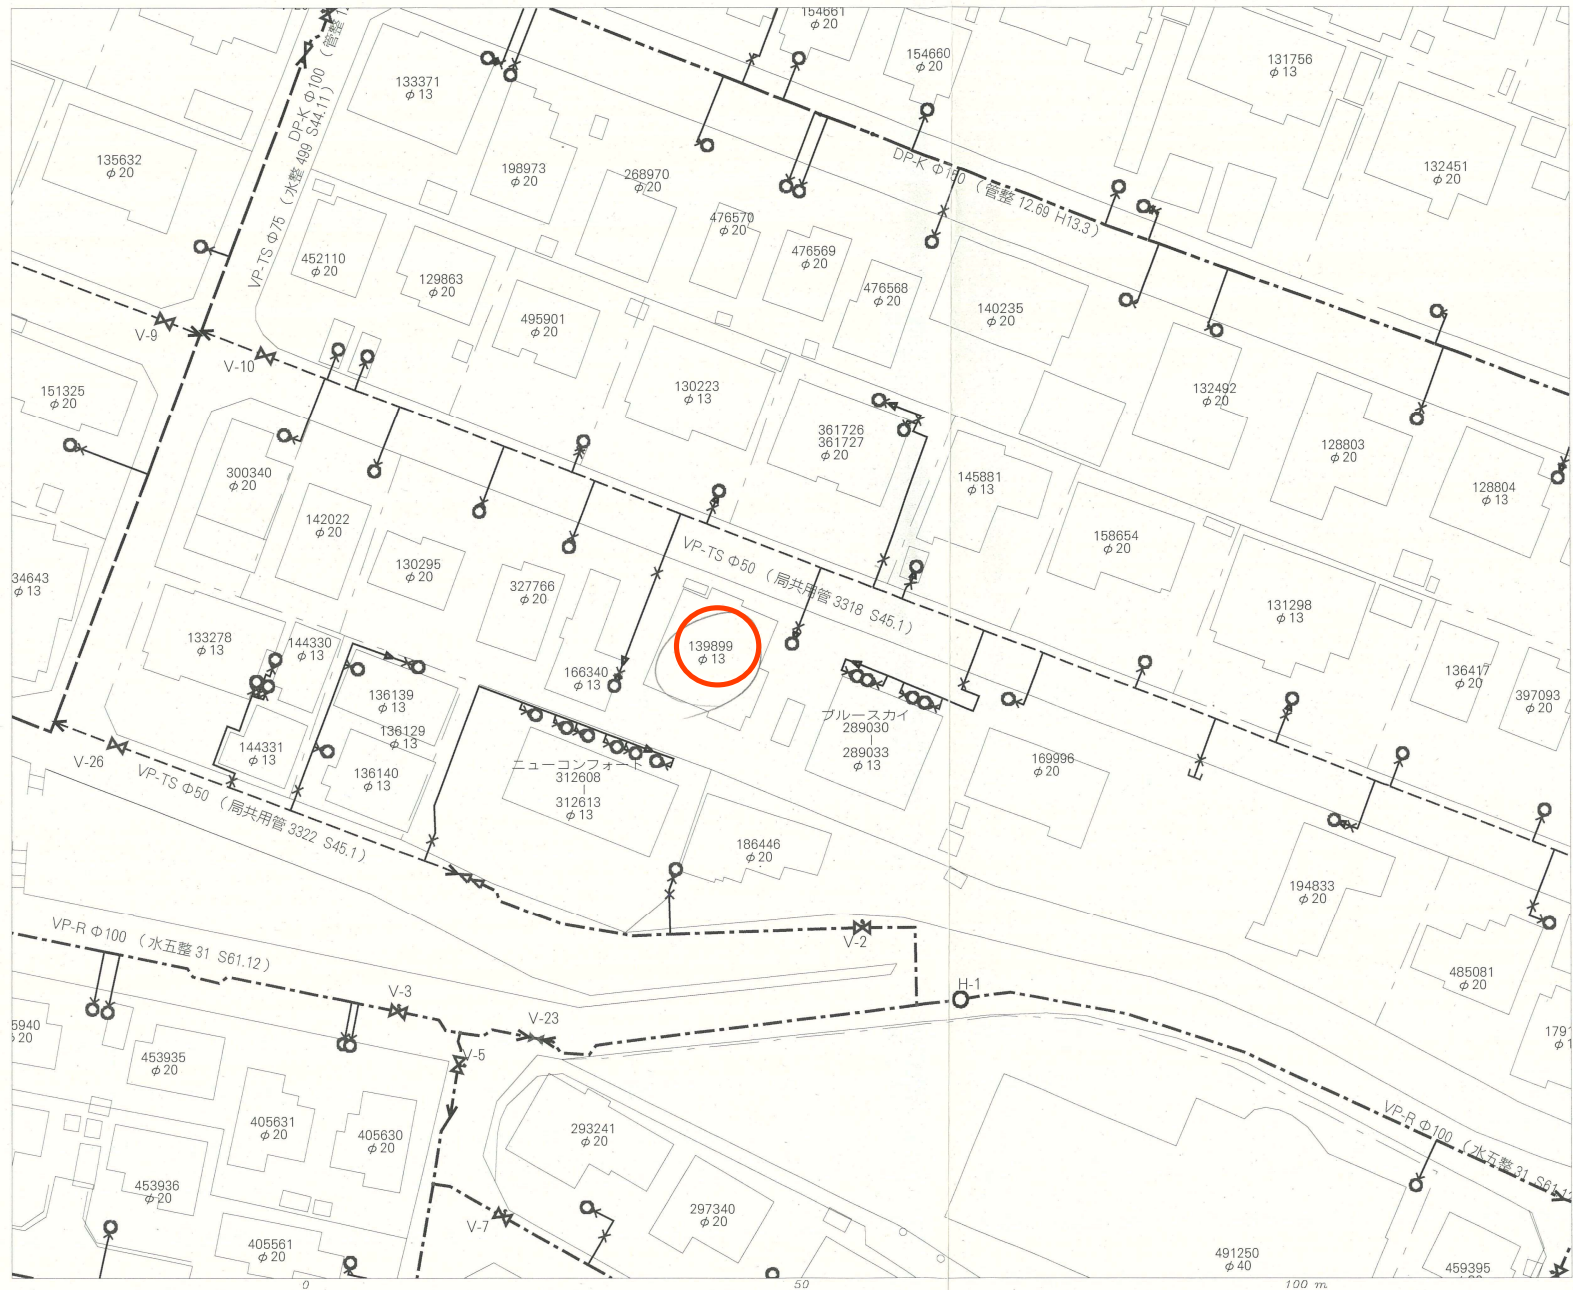 154661
φ20
154660
φ20
131756
φ13
133371
φ13
DP-K Φ100 （管整
（水整 499 S44.11）
135632
φ20
198973
φ20
268970
φ20
DP-K Φ150 （管整 12.69 H13.3）
132451
φ20
VP-TS Φ75
476570
φ20
452110
φ20
129863
φ20
476569
φ20
476568
φ20
140235
φ20
495901
φ20
V-9
V-10
151325
φ20
130223
φ13
132492
φ20
361726
361727
φ20
128803
φ20
300340
φ20
145881
φ13
128804
φ13
142022
φ20
158654
φ20
VP-TS Φ50 （局共用管 3318 S45.1）
130295
φ20
34643
φ13
327766
φ20
131298
φ13
133278
φ13
144330
φ13
139899
φ13
166340
φ13
136417
φ20
136139
φ13
397093
φ20
136129
φ13
ブルースカイ
289030
|
289033
φ13
144331
φ13
V-26
136140
φ13
ニューコンフォート
312608
|
312613
φ13
169996
φ20
VP-TS Φ50 （局共用管 3322 S45.1）
186446
φ20
194833
φ20
VP-R Φ100 （水五整 31 S61.12）
V-2
485081
φ20
V-3
H-1
V-23
5940
φ20
453935
φ20
V-5
1791
φ1
405631
φ20
405630
φ20
293241
φ20
VP-R Φ100 （水五整 31 S61.12
453936
φ20
V-7
297340
φ20
405561
φ20
491250
φ40
459395
0
50
100 m